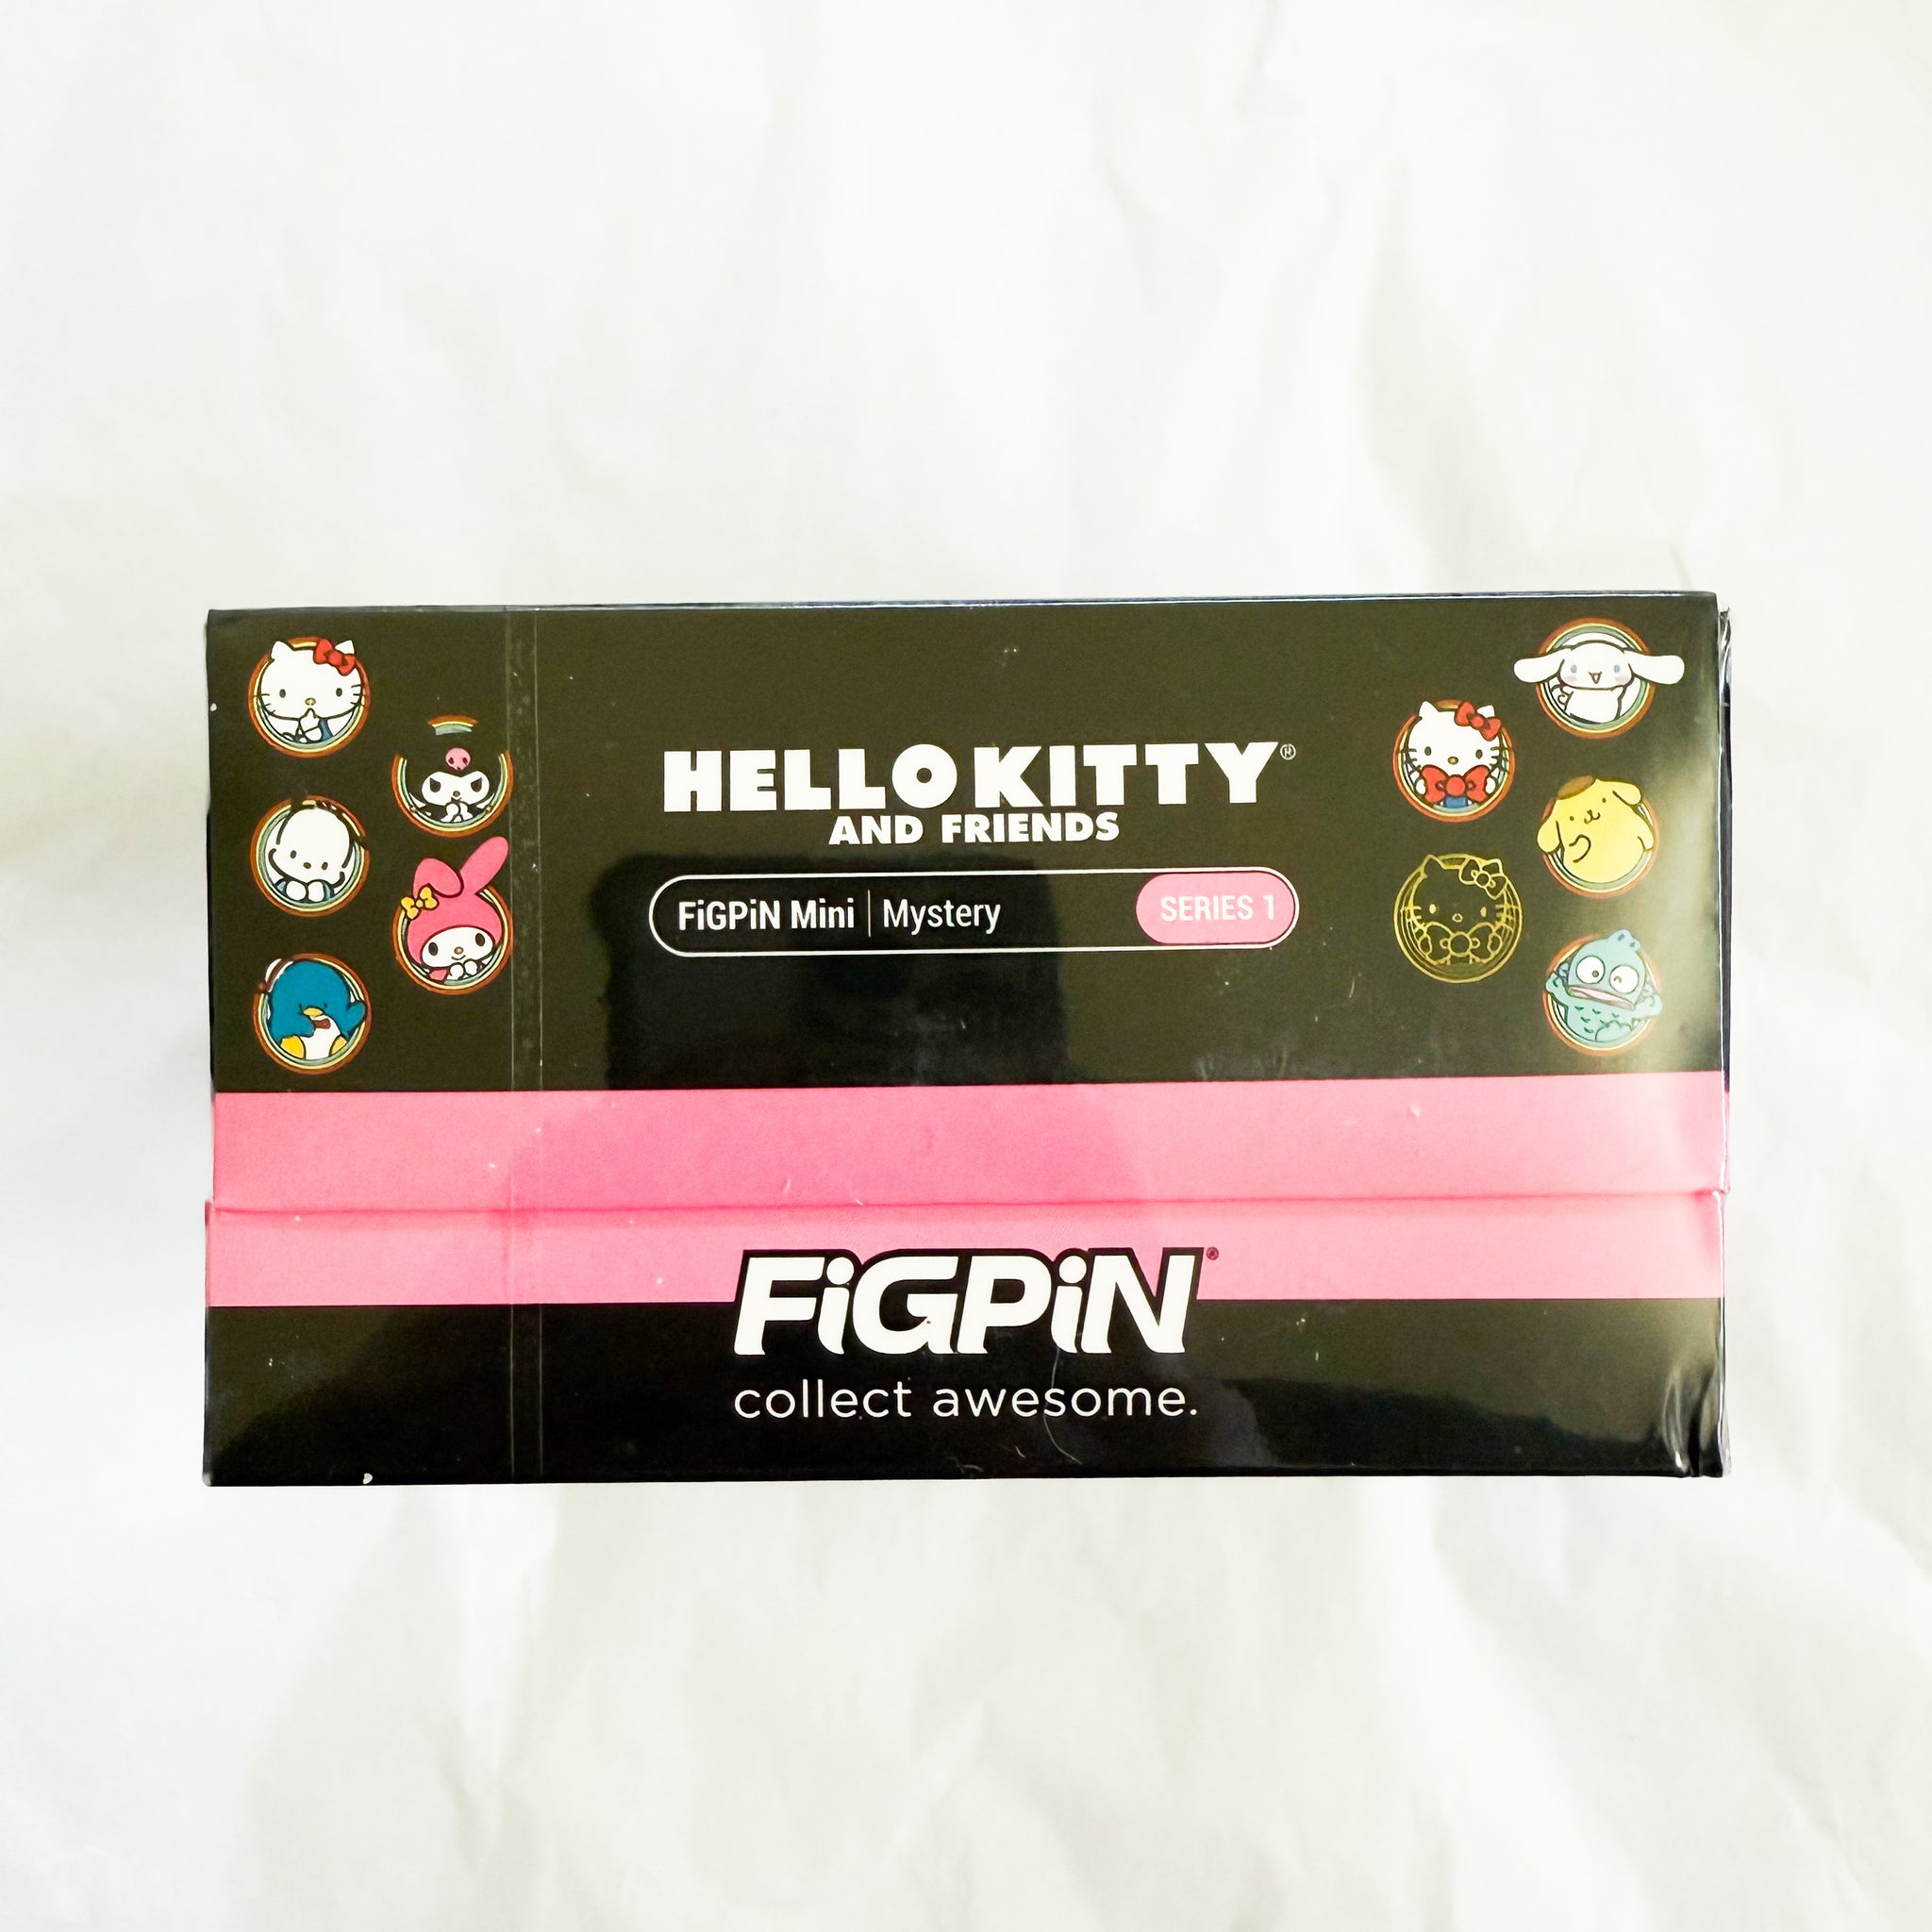 HELLO KITTY®
AND FRIENDS
FiGPiN Mini | Mystery SERIES 1
FiGPiN®
collect awesome.